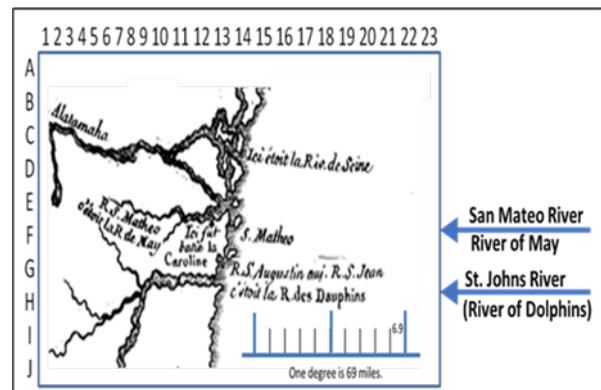 1 2 3 4 5 6 7 8 9 10 11 12 13 14 15 16 17 18 19 20 21 22 23
A
B
C
D
E
F
G
H
I
J
Alatamaha
Ici étoit la Riv. de Seine
R. S. Matheo
c'étoit la R de May
Ici fut
batie la
Caroline
S. Matheo
R. S. Augustin auj. R. S. Jean
c'étoit la R. des Dauphins
6.9
One degree is 69 miles.
San Mateo River
River of May
St. Johns River
(River of Dolphins)